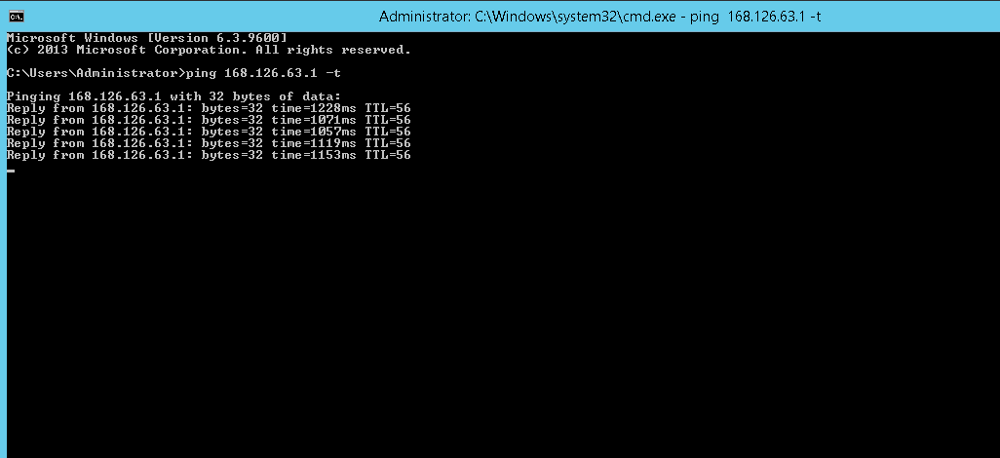 Administrator: C:\Windows\system32\cmd.exe - ping  168.126.63.1 -t
Microsoft Windows [Version 6.3.9600]
(c) 2013 Microsoft Corporation. All rights reserved.
C:\Users\Administrator>ping 168.126.63.1 -t
Pinging 168.126.63.1 with 32 bytes of data:
Reply from 168.126.63.1: bytes=32 time=1228ms TTL=56
Reply from 168.126.63.1: bytes=32 time=1071ms TTL=56
Reply from 168.126.63.1: bytes=32 time=1057ms TTL=56
Reply from 168.126.63.1: bytes=32 time=1119ms TTL=56
Reply from 168.126.63.1: bytes=32 time=1153ms TTL=56